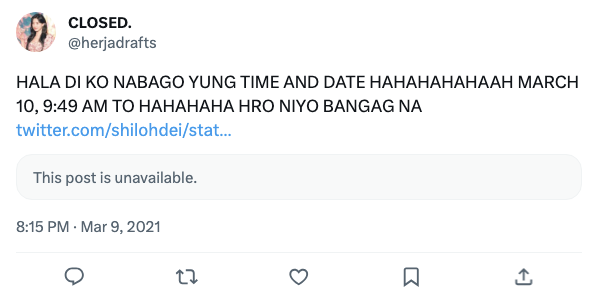 CLOSED.
@herjadrafts
HALA DI KO NABAGO YUNG TIME AND DATE HAHAHAHAHAAH MARCH
10, 9:49 AM TO HAHAHAHA HRO NIYO BANGAG NA
twitter.com/shilohdei/stat...
This post is unavailable.
8:15 PM · Mar 9, 2021